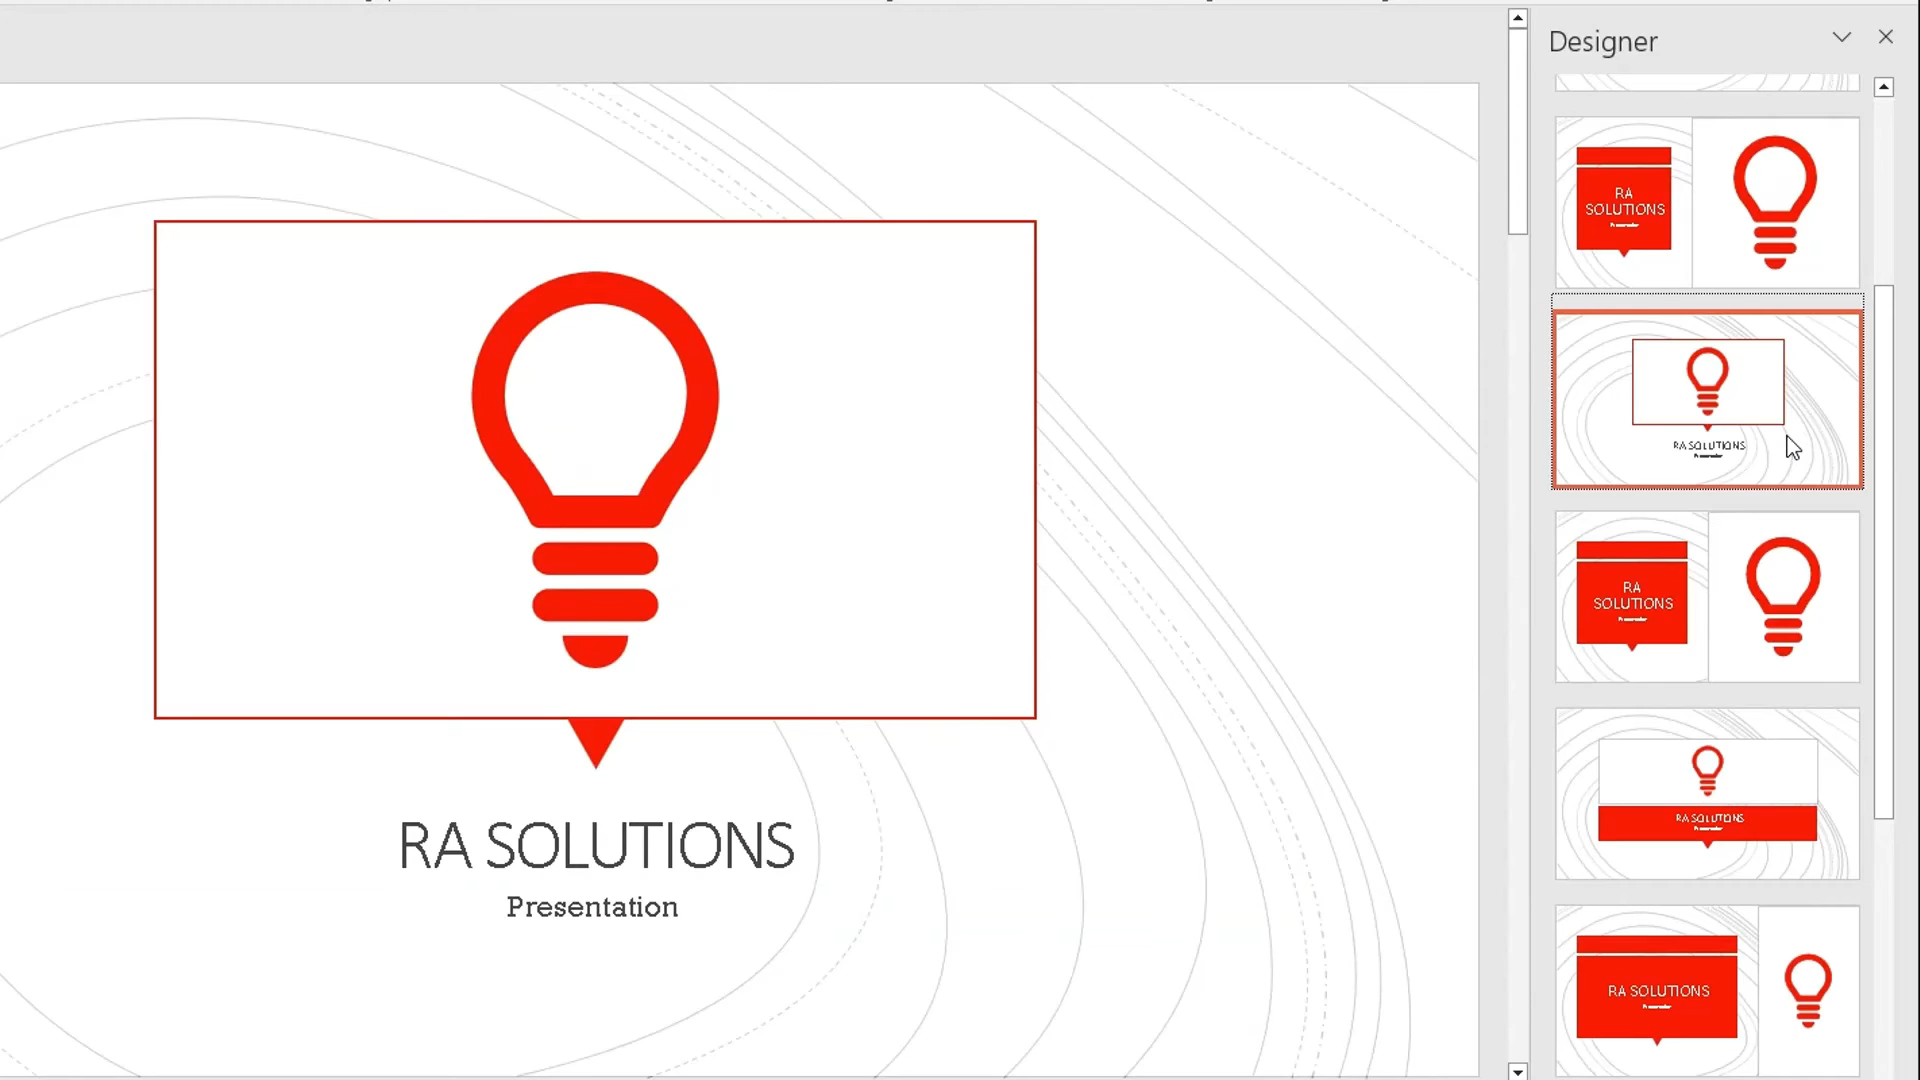 Designer
RA SOLUTIONS
Presentation
RA
SOLUTIONS
RA SOLUTIONS
RA
SOLUTIONS
RA SOLUTIONS
RA SOLUTIONS